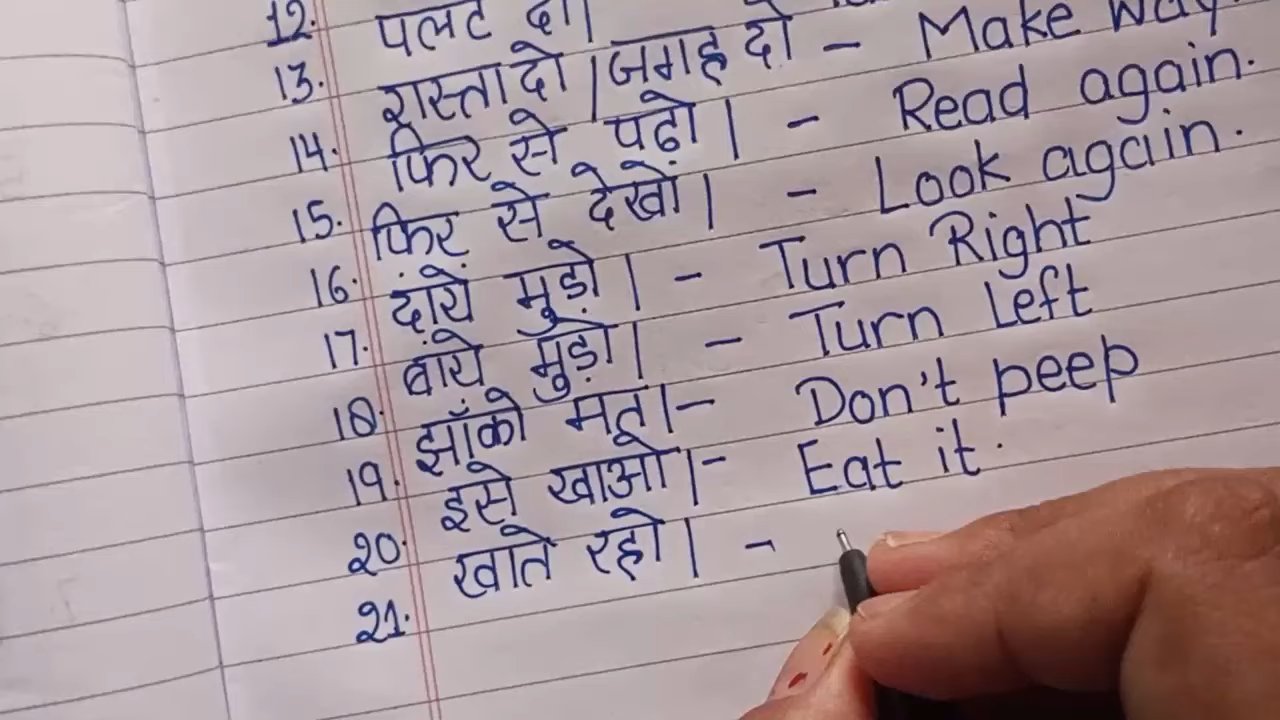 12. पलट दो।
13. रास्ता दो / जगह दो - Make way.
14. फिर से पढ़ो। - Read again.
15. फिर से देखो। - Look again.
16. दांये मुड़ो। - Turn Right
17. बांये मुड़ो। - Turn Left
18. झाँको मत। - Don't peep
19. इसे खाओ। - Eat it.
20. खाते रहो। -
21.